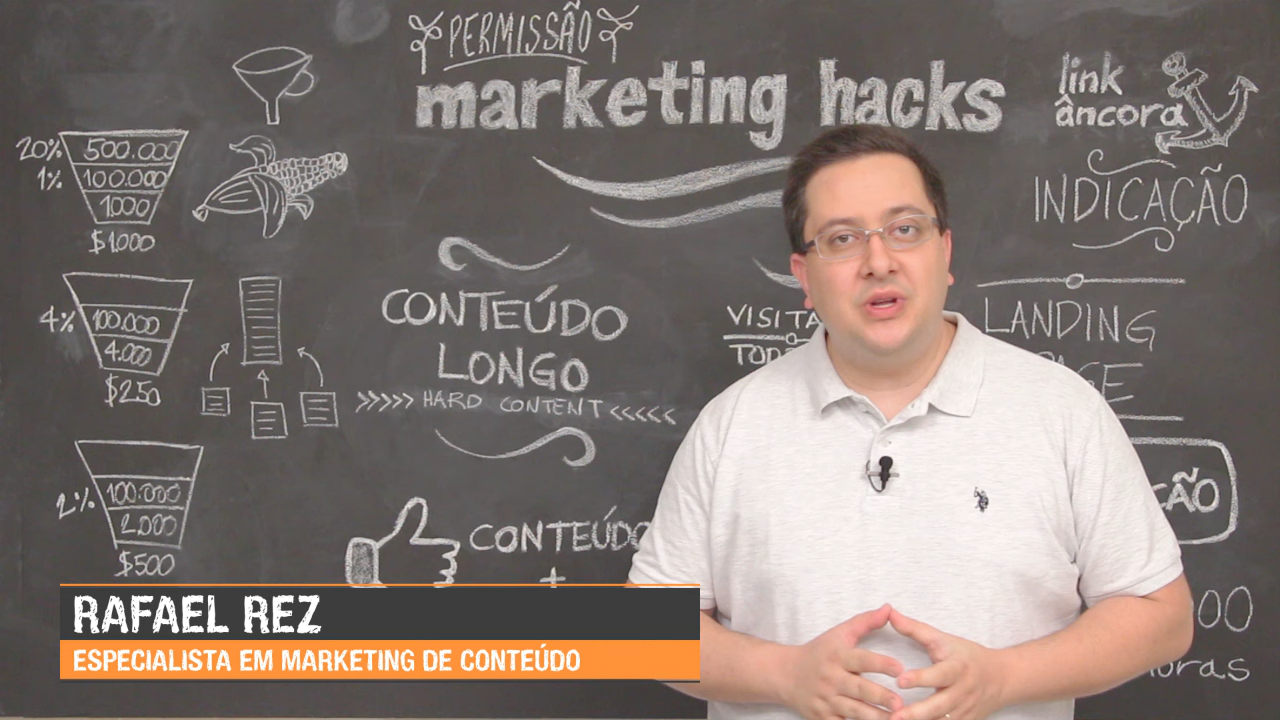 PERMISSÃO
marketing hacks
link
âncora
INDICAÇÃO
20% 500.000
1% 100.000
1.000
$1.000
4% 100.000
4.000
$250
2% 100.000
2.000
$500
CONTEÚDO
LONGO
>>>>> HARD CONTENT <<<<<
LANDING
CONTEÚDO
+
RAFAEL REZ
ESPECIALISTA EM MARKETING DE CONTEÚDO